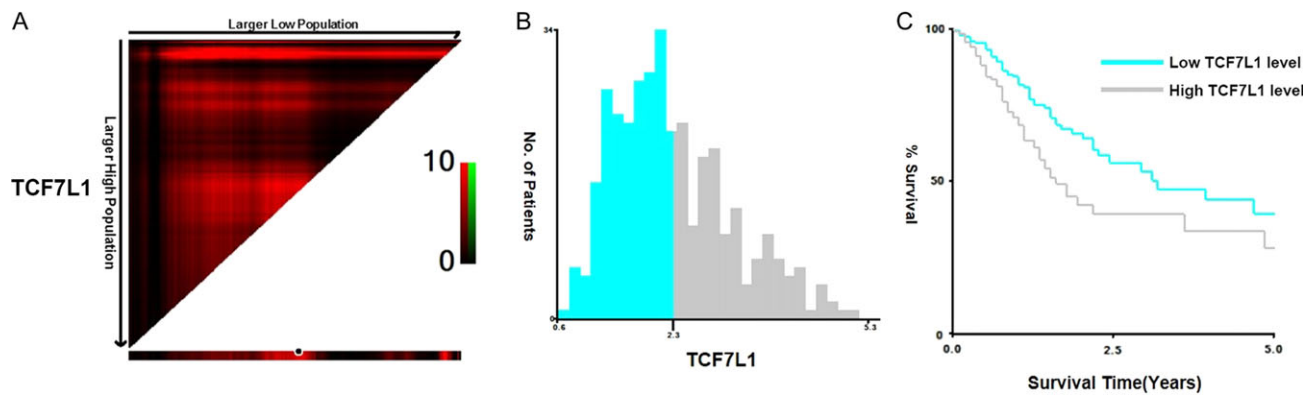 A
Larger Low Population
Larger High Population
TCF7L1
10
0
B
34
No. of Patients
0
0.6
2.3
5.3
TCF7L1
C
100
% Survival
50
0
0.0
2.5
5.0
Low TCF7L1 level
High TCF7L1 level
Survival Time(Years)